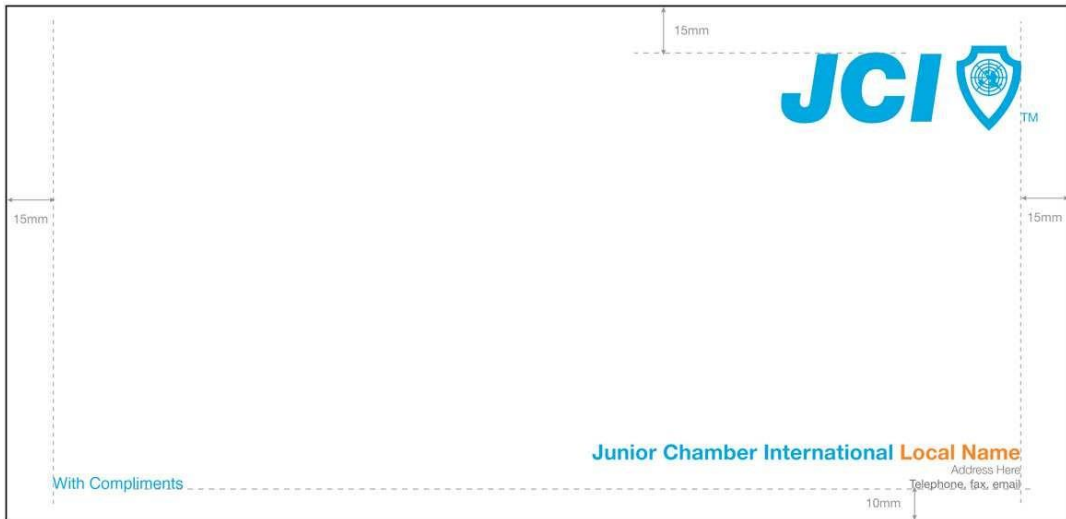 15mm
JCI
TM
15mm
15mm
Junior Chamber International Local Name
Address Here
With Compliments
Telephone, fax, email
10mm